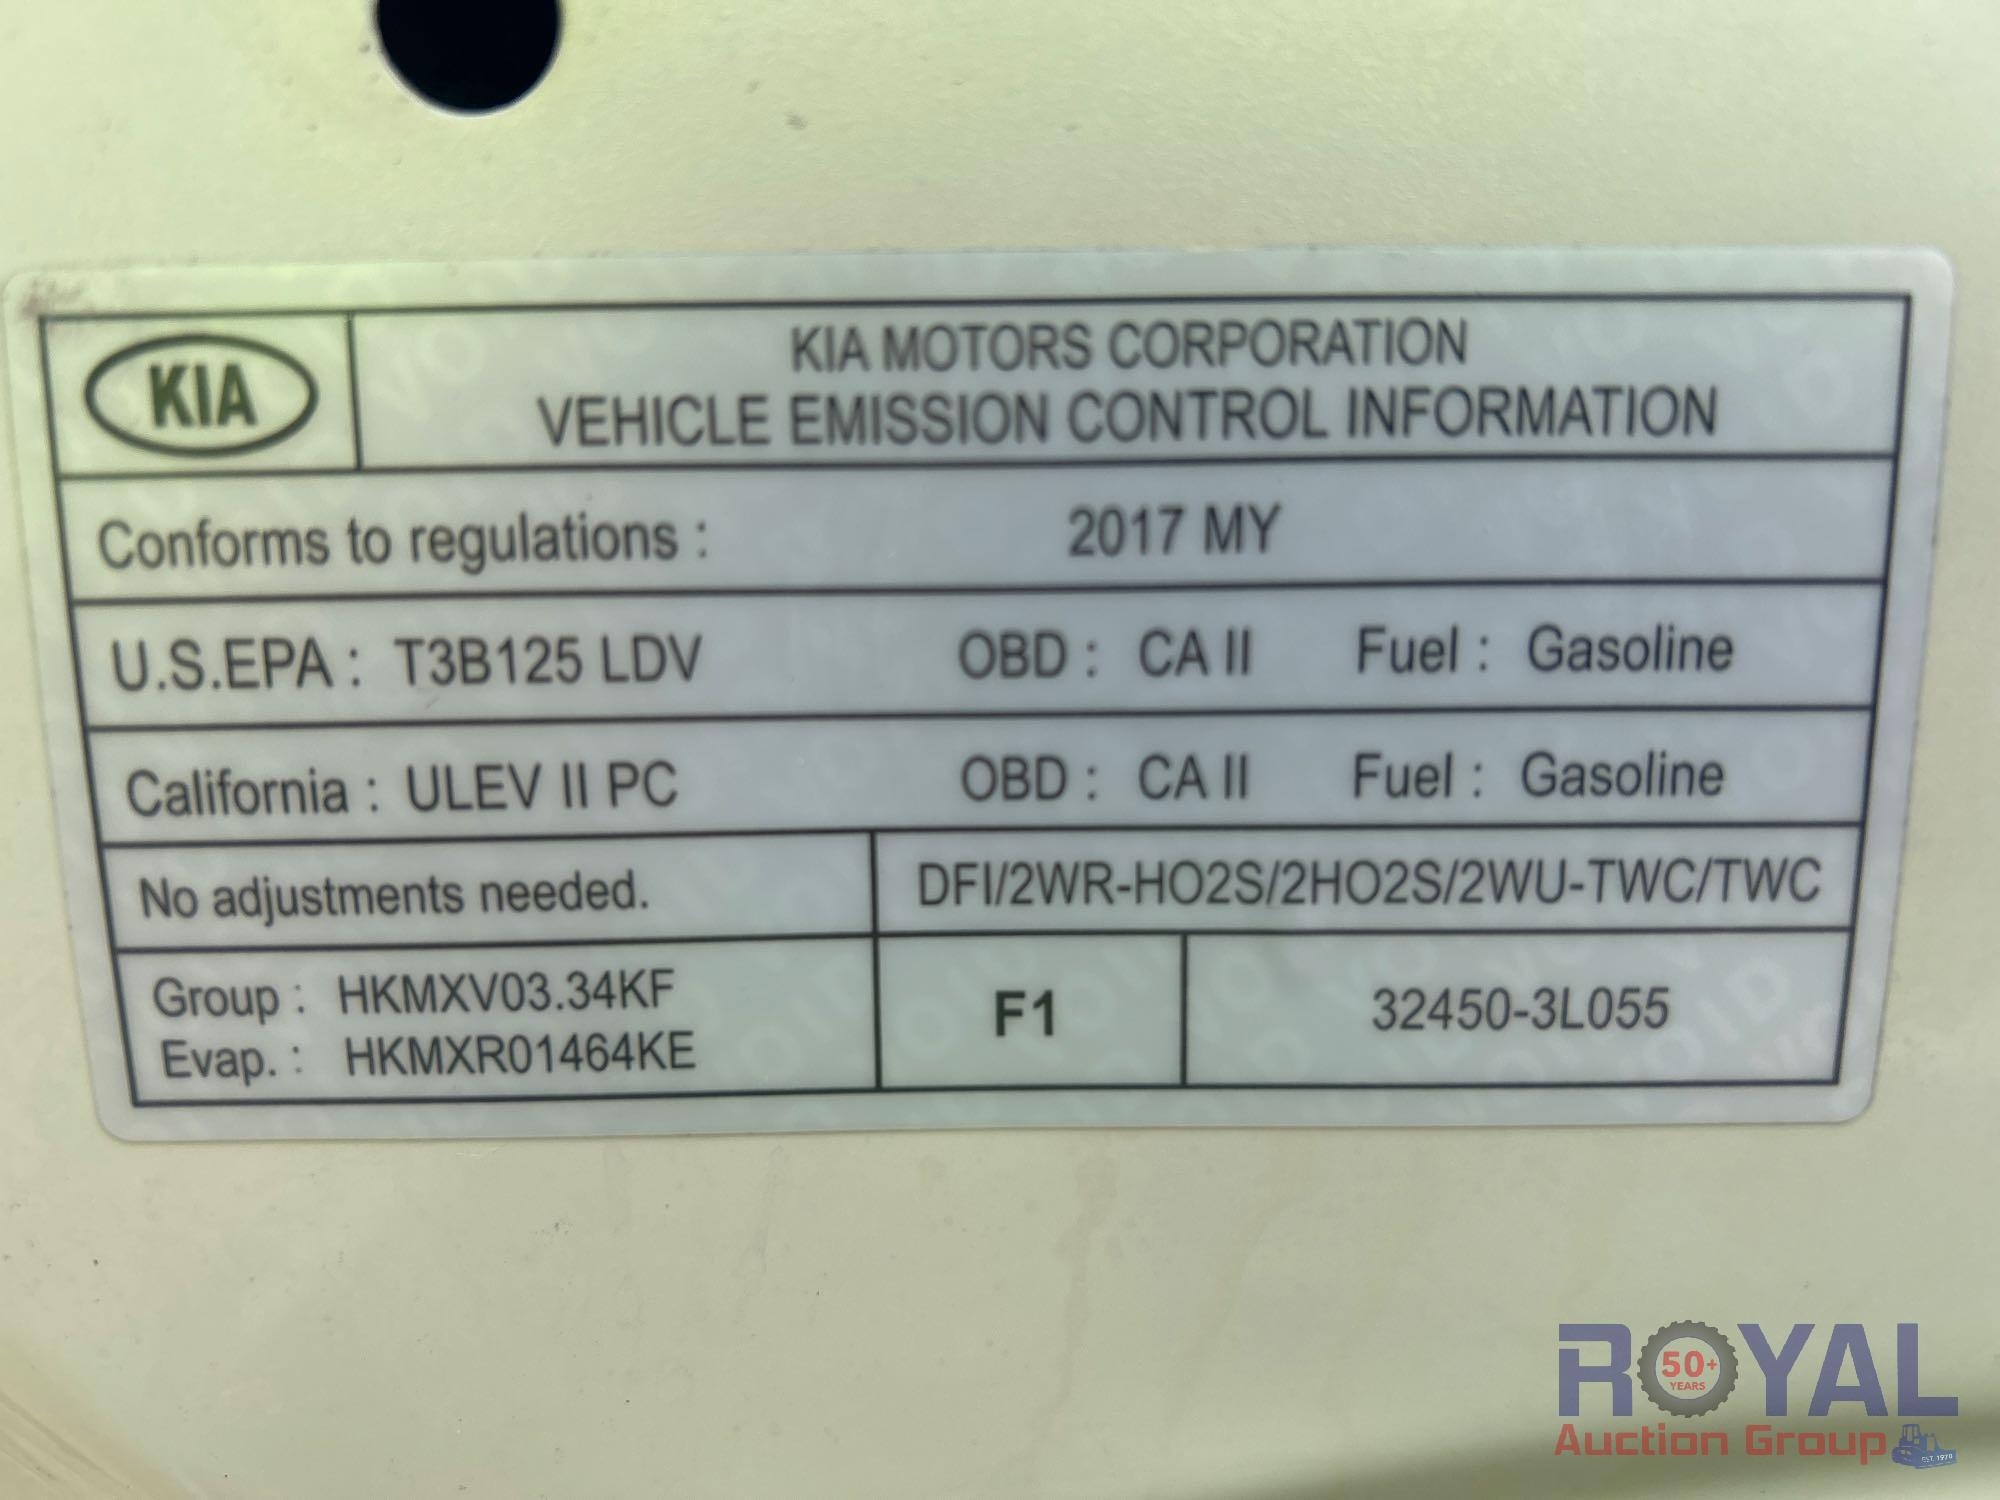 KIA
KIA MOTORS CORPORATION
VEHICLE EMISSION CONTROL INFORMATION
Conforms to regulations : 2017 MY
U.S.EPA : T3B125 LDV OBD : CA II Fuel : Gasoline
California : ULEV II PC OBD : CA II Fuel : Gasoline
No adjustments needed. DFI/2WR-HO2S/2HO2S/2WU-TWC/TWC
Group : HKMXV03.34KF
Evap. : HKMXR01464KE
F1
32450-3L055
ROYAL
50+
YEARS
Auction Group
EST. 1970